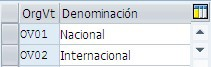 OrgVt Denominación
OV01 Nacional
OV02 Internacional